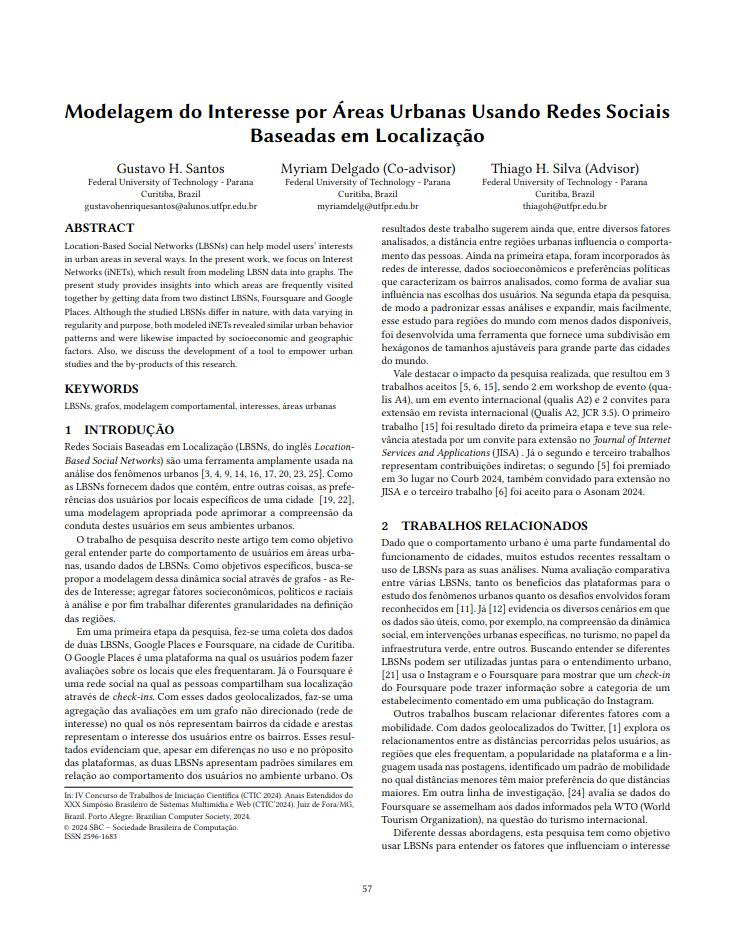 Modelagem do Interesse por Áreas Urbanas Usando Redes Sociais
Baseadas em Localização
Gustavo H. Santos
Federal University of Technology - Parana
Curitiba, Brazil
gustavohenriquesantos@alunos.utfpr.edu.br
Myriam Delgado (Co-advisor)
Federal University of Technology - Parana
Curitiba, Brazil
myriamdelg@utfpr.edu.br
Thiago H. Silva (Advisor)
Federal University of Technology - Parana
Curitiba, Brazil
thiagoh@utfpr.edu.br
ABSTRACT
Location-Based Social Networks (LBSNs) can help model users' interests
in urban areas in several ways. In the present work, we focus on Interest
Networks (iNETs), which result from modeling LBSN data into graphs. The
present study provides insights into which areas are frequently visited
together by getting data from two distinct LBSNs, Foursquare and Google
Places. Although the studied LBSNs differ in nature, with data varying in
regularity and purpose, both modeled iNETs revealed similar urban behavior
patterns and were likewise impacted by socioeconomic and geographic
factors. Also, we discuss the development of a tool to empower urban
studies and the by-products of this research.
KEYWORDS
LBSNs, grafos, modelagem comportamental, interesses, áreas urbanas
1 INTRODUÇÃO
Redes Sociais Baseadas em Localização (LBSNs, do inglês Location-
Based Social Networks) são uma ferramenta amplamente usada na
análise dos fenômenos urbanos [3, 4, 9, 14, 16, 17, 20, 23, 25]. Como
as LBSNs fornecem dados que contêm, entre outras coisas, as prefe-
rências dos usuários por locais específicos de uma cidade [19, 22],
uma modelagem apropriada pode aprimorar a compreensão da
conduta destes usuários em seus ambientes urbanos.
O trabalho de pesquisa descrito neste artigo tem como objetivo
geral entender parte do comportamento de usuários em áreas urba-
nas, usando dados de LBSNs. Como objetivos específicos, busca-se
propor a modelagem dessa dinâmica social através de grafos - as Re-
des de Interesse; agregar fatores socioeconômicos, políticos e raciais
à análise e por fim trabalhar diferentes granularidades na definição
das regiões.
Em uma primeira etapa da pesquisa, fez-se uma coleta dos dados
de duas LBSNs, Google Places e Foursquare, na cidade de Curitiba.
O Google Places é uma plataforma na qual os usuários podem fazer
avaliações sobre os locais que eles frequentaram. Já o Foursquare é
uma rede social na qual as pessoas compartilham sua localização
através de check-ins. Com esses dados geolocalizados, faz-se uma
agregação das avaliações em um grafo não direcionado (rede de
interesse) no qual os nós representam bairros da cidade e arestas
representam o interesse dos usuários entre os bairros. Esses resul-
tados evidenciam que, apesar em diferenças no uso e no próposito
das plataformas, as duas LBSNs apresentam padrões similares em
relação ao comportamento dos usuários no ambiente urbano. Os
In: IV Concurso de Trabalhos de Iniciação Científica (CTIC 2024). Anais Estendidos do
XXX Simpósio Brasileiro de Sistemas Multimídia e Web (CTIC'2024). Juiz de Fora/MG,
Brazil. Porto Alegre: Brazilian Computer Society, 2024.
© 2024 SBC – Sociedade Brasileira de Computação.
ISSN 2596-1683
resultados deste trabalho sugerem ainda que, entre diversos fatores
analisados, a distância entre regiões urbanas influencia o comporta-
mento das pessoas. Ainda na primeira etapa, foram incorporados às
redes de interesse, dados socioeconômicos e preferências políticas
que caracterizam os bairros analisados, como forma de avaliar sua
influência nas escolhas dos usuários. Na segunda etapa da pesquisa,
de modo a padronizar essas análises e expandir, mais facilmente,
esse estudo para regiões do mundo com menos dados disponíveis,
foi desenvolvida uma ferramenta que fornece uma subdivisão em
hexágonos de tamanhos ajustáveis para grande parte das cidades
do mundo.
Vale destacar o impacto da pesquisa realizada, que resultou em 3
trabalhos aceitos [5, 6, 15], sendo 2 em workshop de evento (qua-
lis A4), um em evento internacional (qualis A2) e 2 convites para
extensão em revista internacional (Qualis A2, JCR 3.5). O primeiro
trabalho [15] foi resultado direto da primeira etapa e teve sua rele-
vância atestada por um convite para extensão no Journal of Internet
Services and Applications (JISA) . Já o segundo e terceiro trabalhos
representam contribuições indiretas; o segundo [5] foi premiado
em 3o lugar no Courb 2024, também convidado para extensão no
JISA e o terceiro trabalho [6] foi aceito para o Asonam 2024.
2 TRABALHOS RELACIONADOS
Dado que o comportamento urbano é uma parte fundamental do
funcionamento de cidades, muitos estudos recentes ressaltam o
uso de LBSNs para as suas análises. Numa avaliação comparativa
entre várias LBSNs, tanto os benefícios das plataformas para o
estudo dos fenômenos urbanos quanto os desafios envolvidos foram
reconhecidos em [11]. Já [12] evidencia os diversos cenários em que
os dados são úteis, como, por exemplo, na compreensão da dinâmica
social, em intervenções urbanas específicas, no turismo, no papel da
infraestrutura verde, entre outros. Buscando entender se diferentes
LBSNs podem ser utilizadas juntas para o entendimento urbano,
[21] usa o Instagram e o Foursquare para mostrar que um check-in
do Foursquare pode trazer informação sobre a categoria de um
estabelecimento comentado em uma publicação do Instagram.
Outros trabalhos buscam relacionar diferentes fatores com a
mobilidade. Com dados geolocalizados do Twitter, [1] explora os
relacionamentos entre as distâncias percorridas pelos usuários, as
regiões que eles frequentam, a popularidade na plataforma e a lin-
guagem usada nas postagens, identificado um padrão de mobilidade
no qual distâncias menores têm maior preferência do que distâncias
maiores. Em outra linha de investigação, [24] avalia se dados do
Foursquare se assemelham aos dados informados pela WTO (World
Tourism Organization), na questão do turismo internacional.
Diferente dessas abordagens, esta pesquisa tem como objetivo
usar LBSNs para entender os fatores que influenciam o interesse
57